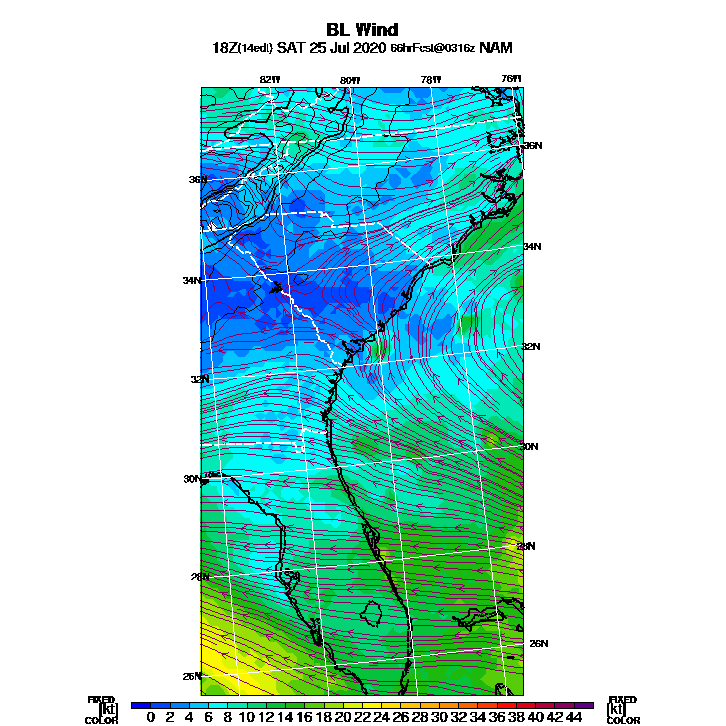 BL Wind
18Z(14edt) SAT 25 Jul 2020 66hrFcst@0316z NAM
82W 80W 78W 76W
36N
36N
34N
34N
32N
32N
30N
30N
28N
28N
26N
26N
FIXED FIXED
[kt] 0 2 4 6 8 10 12 14 16 18 20 22 24 26 28 30 32 34 36 38 40 42 44 [kt]
COLOR COLOR